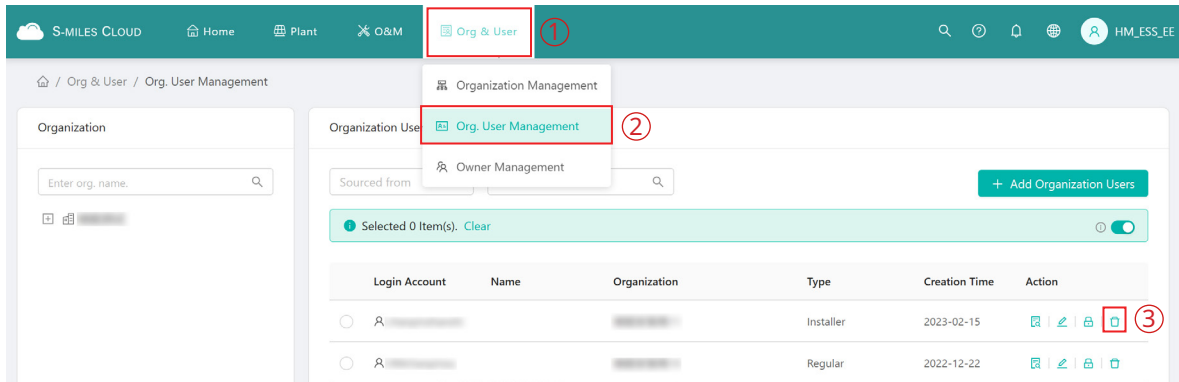 S-MILES CLOUD Home Plant O&M Org & User ① HM_ESS_EE
/ Org & User / Org. User Management
Organization Management
Organization Organization Use Org. User Management ②
Owner Management
Enter org. name. Sourced from + Add Organization Users
Selected 0 Item(s). Clear
Login Account Name Organization Type Creation Time Action
Installer 2023-02-15 ③
Regular 2022-12-22